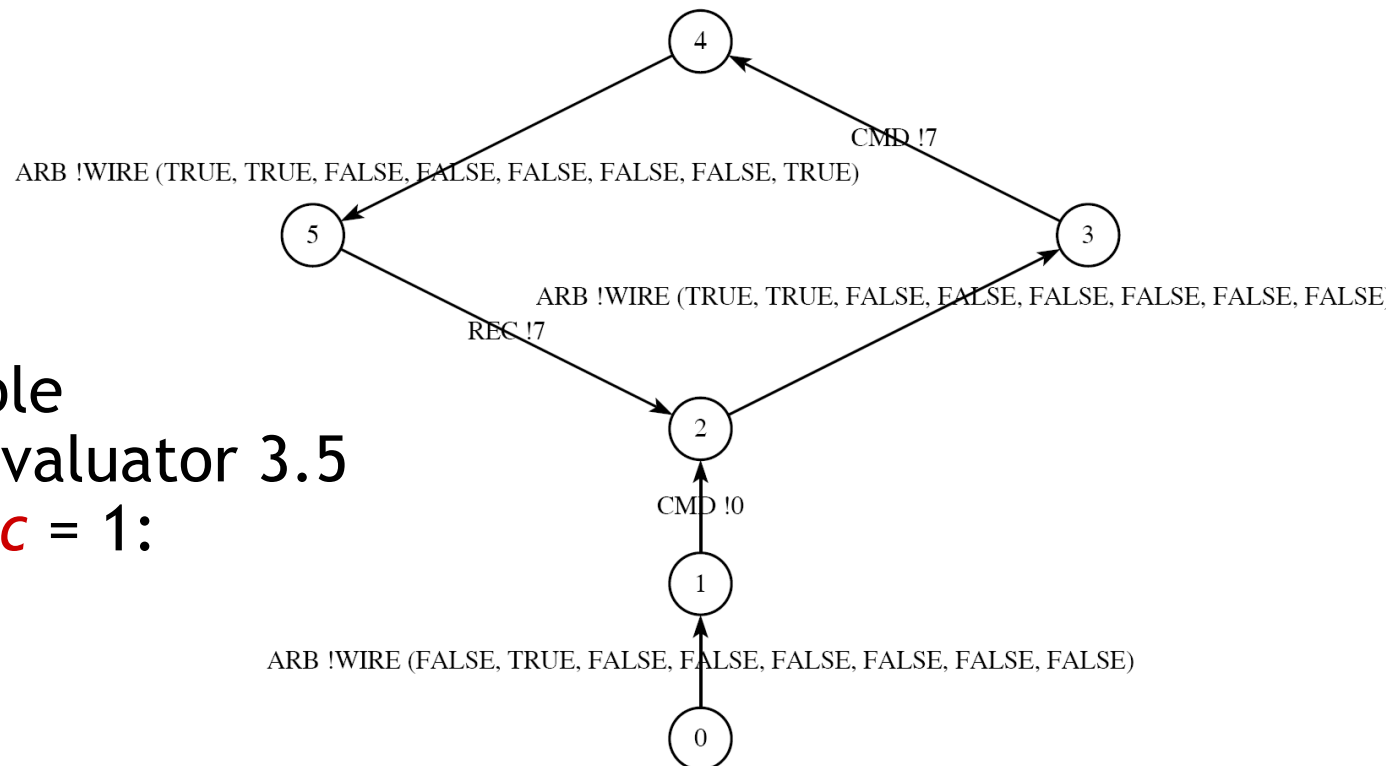 4
CMD !7
ARB !WIRE (TRUE, TRUE, FALSE, FALSE, FALSE, FALSE, FALSE, TRUE)
5
3
ARB !WIRE (TRUE, TRUE, FALSE, FALSE, FALSE, FALSE, FALSE, FALSE)
REC !7
ple
valuator 3.5
2
CMD !0
c = 1:
1
ARB !WIRE (FALSE, TRUE, FALSE, FALSE, FALSE, FALSE, FALSE, FALSE)
0